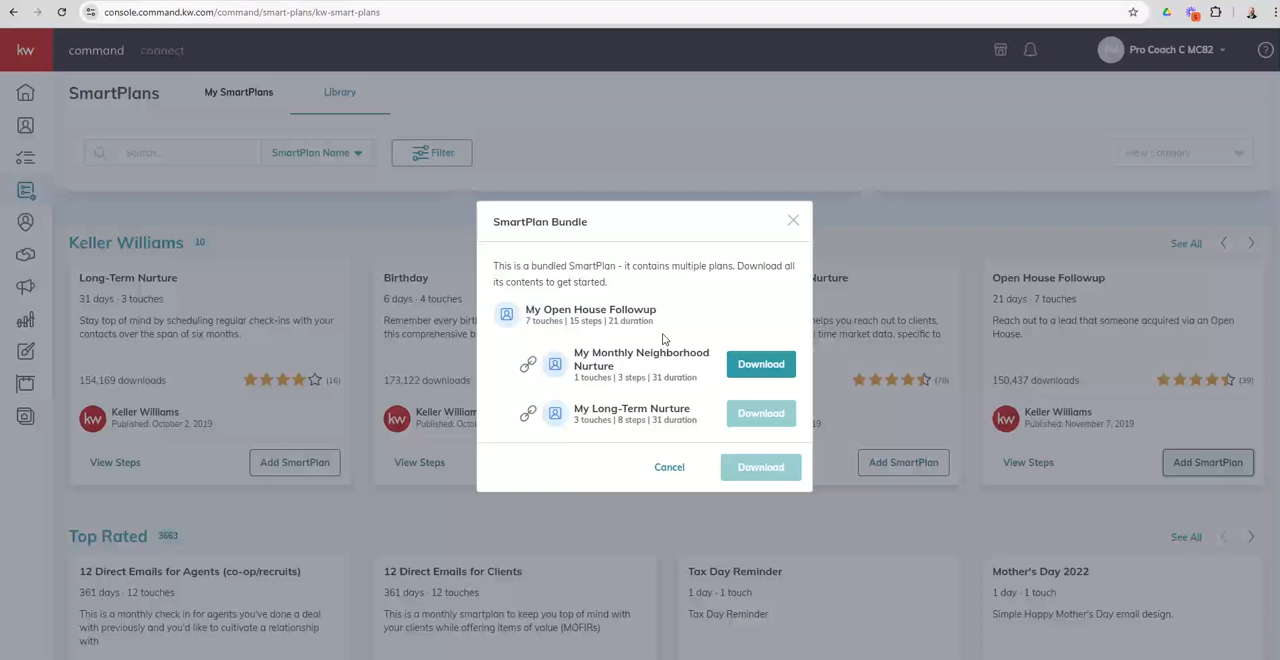 console.command.kw.com/command/smart-plans/kw-smart-plans
kw
command
connect
Pro Coach C MC82
SmartPlans
My SmartPlans
Library
Search...
SmartPlan Name
Filter
View Category
Keller Williams 10
See All
Long-Term Nurture
31 days · 3 touches
Stay top of mind by scheduling regular check-ins with your
contacts over the span of six months.
154,169 downloads
(16)
kw
Keller Williams
Published: October 2, 2019
View Steps
Add SmartPlan
Birthday
6 days · 4 touches
Remember every
this comprehensive
173,122 downloads
kw
Keller
Published:
View Steps
SmartPlan Bundle
This is a bundled SmartPlan - it contains multiple plans. Download all
its contents to get started.
My Open House Followup
7 touches | 15 steps | 21 duration
My Monthly Neighborhood
Nurture
1 touches | 3 steps | 31 duration
Download
My Long-Term Nurture
3 touches | 8 steps | 31 duration
Download
Cancel
Download
Nurture
helps you reach out to clients,
time market data, specific to
(78)
2019
Add SmartPlan
Open House Followup
21 days · 7 touches
Reach out to a lead that someone acquired via an Open
House.
150,437 downloads
(39)
kw
Keller Williams
Published: November 7, 2019
View Steps
Add SmartPlan
Top Rated 3663
See All
12 Direct Emails for Agents (co-op/recruits)
361 days · 12 touches
This is a monthly check in for agents you've done a deal
with previously and you'd like to cultivate a relationship
with
12 Direct Emails for Clients
361 days · 12 touches
This is a monthly smartplan to keep you top of mind with
your clients while offering items of value (MOFIRs)
Tax Day Reminder
1 day · 1 touch
Tax Day Reminder
Mother's Day 2022
1 day · 1 touch
Simple Happy Mother's Day email design.